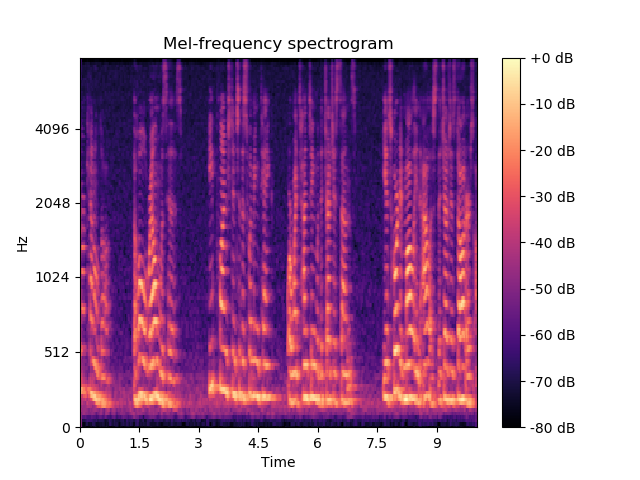 Mel-frequency spectrogram
Hz
4096
2048
1024
512
0
0 1.5 3 4.5 6 7.5 9
Time
+0 dB
-10 dB
-20 dB
-30 dB
-40 dB
-50 dB
-60 dB
-70 dB
-80 dB